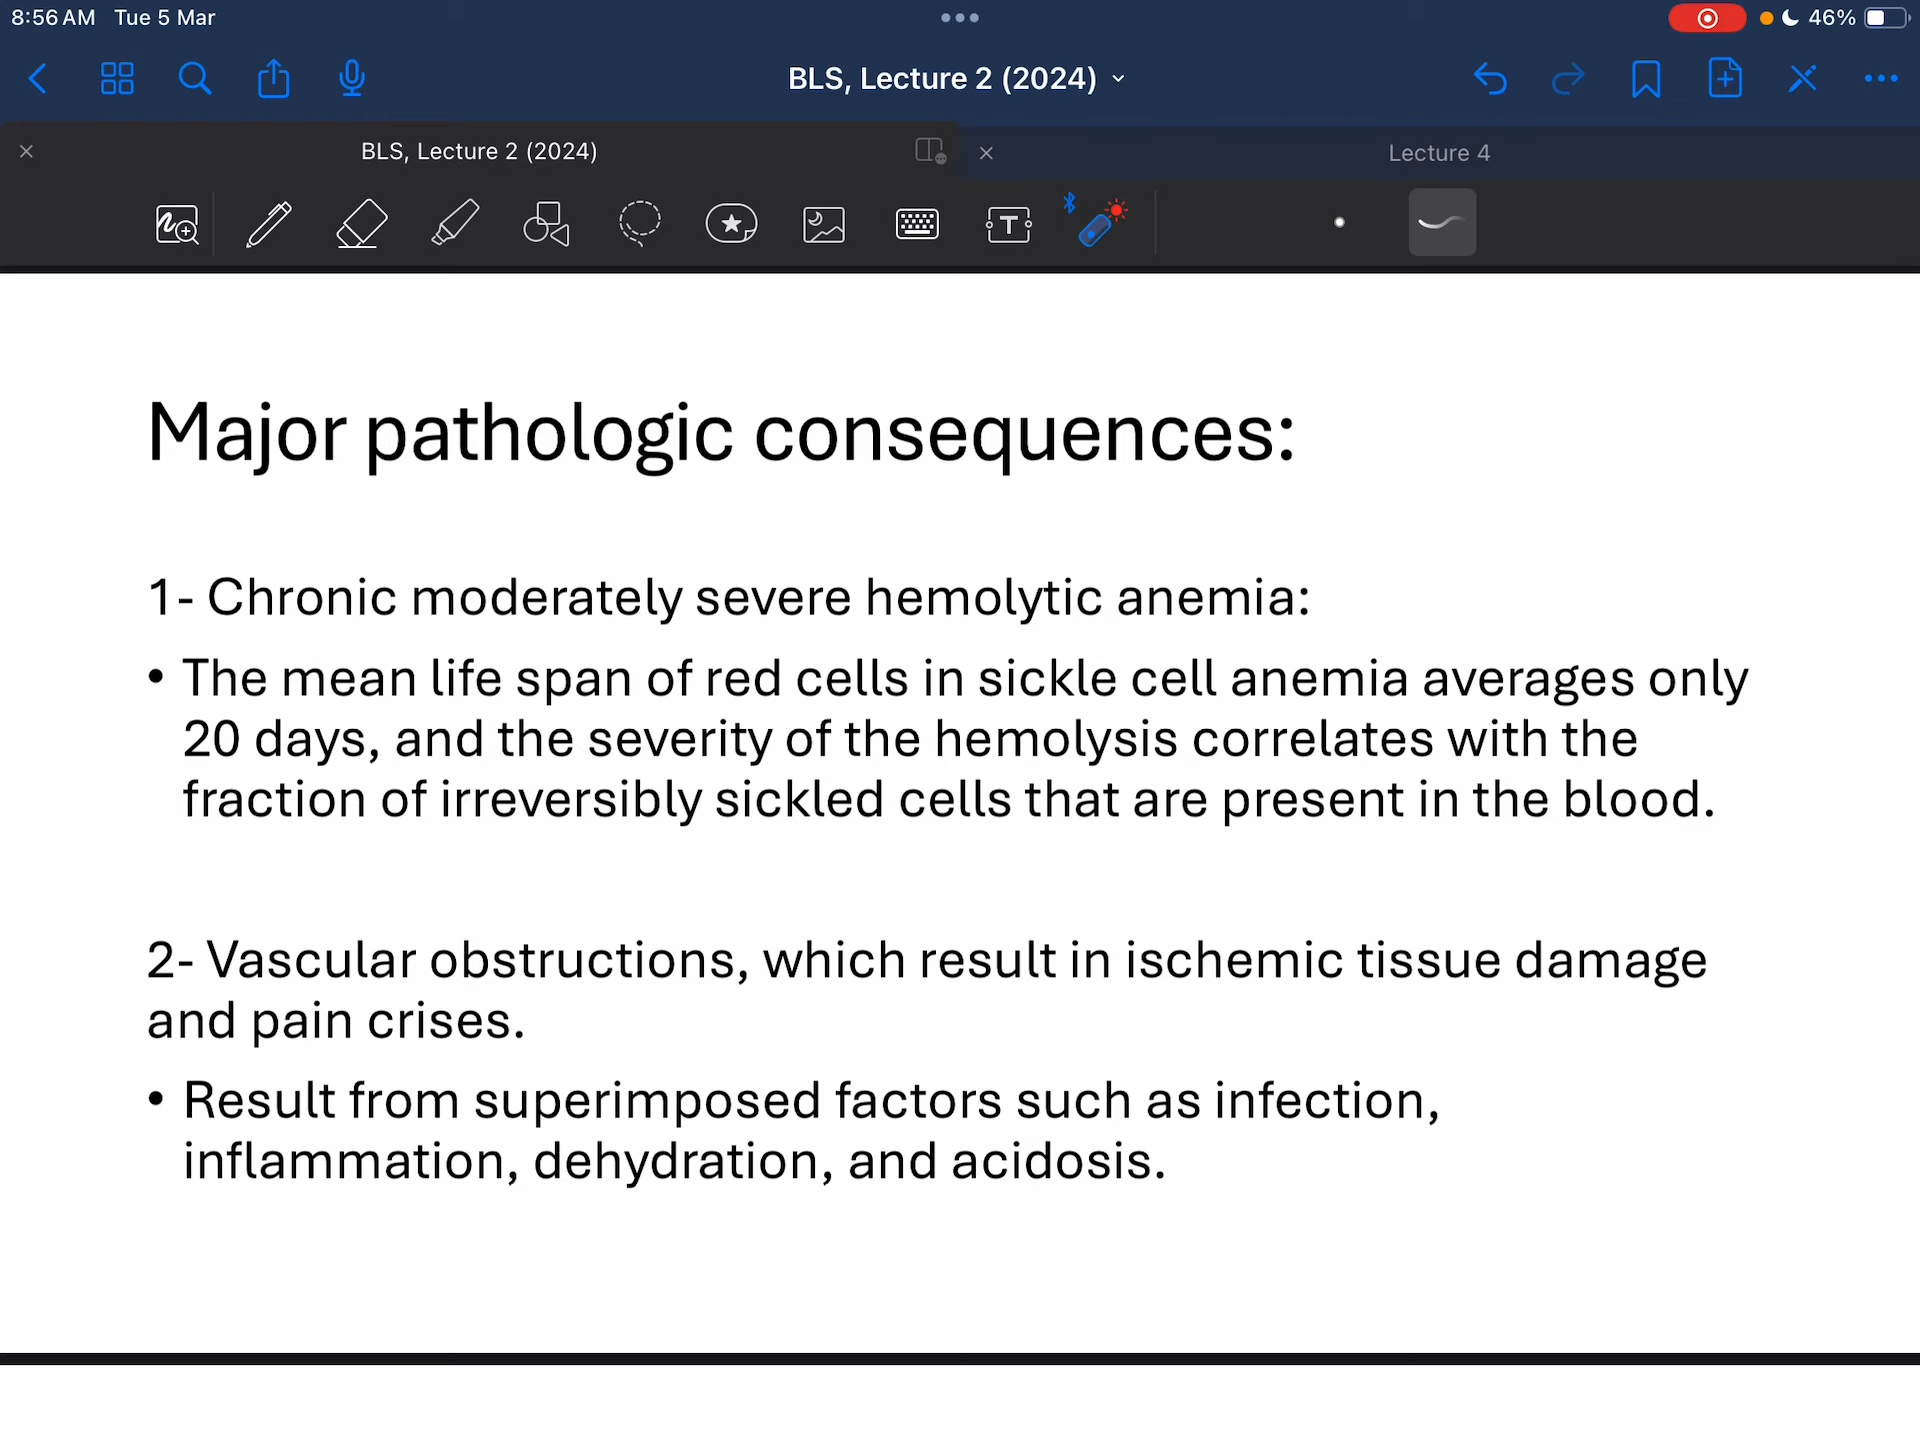 8:56 AM Tue 5 Mar
46%
BLS, Lecture 2 (2024)
BLS, Lecture 2 (2024)
Lecture 4
T
Major pathologic consequences:
1- Chronic moderately severe hemolytic anemia:
• The mean life span of red cells in sickle cell anemia averages only
20 days, and the severity of the hemolysis correlates with the
fraction of irreversibly sickled cells that are present in the blood.
2- Vascular obstructions, which result in ischemic tissue damage
and pain crises.
• Result from superimposed factors such as infection,
inflammation, dehydration, and acidosis.